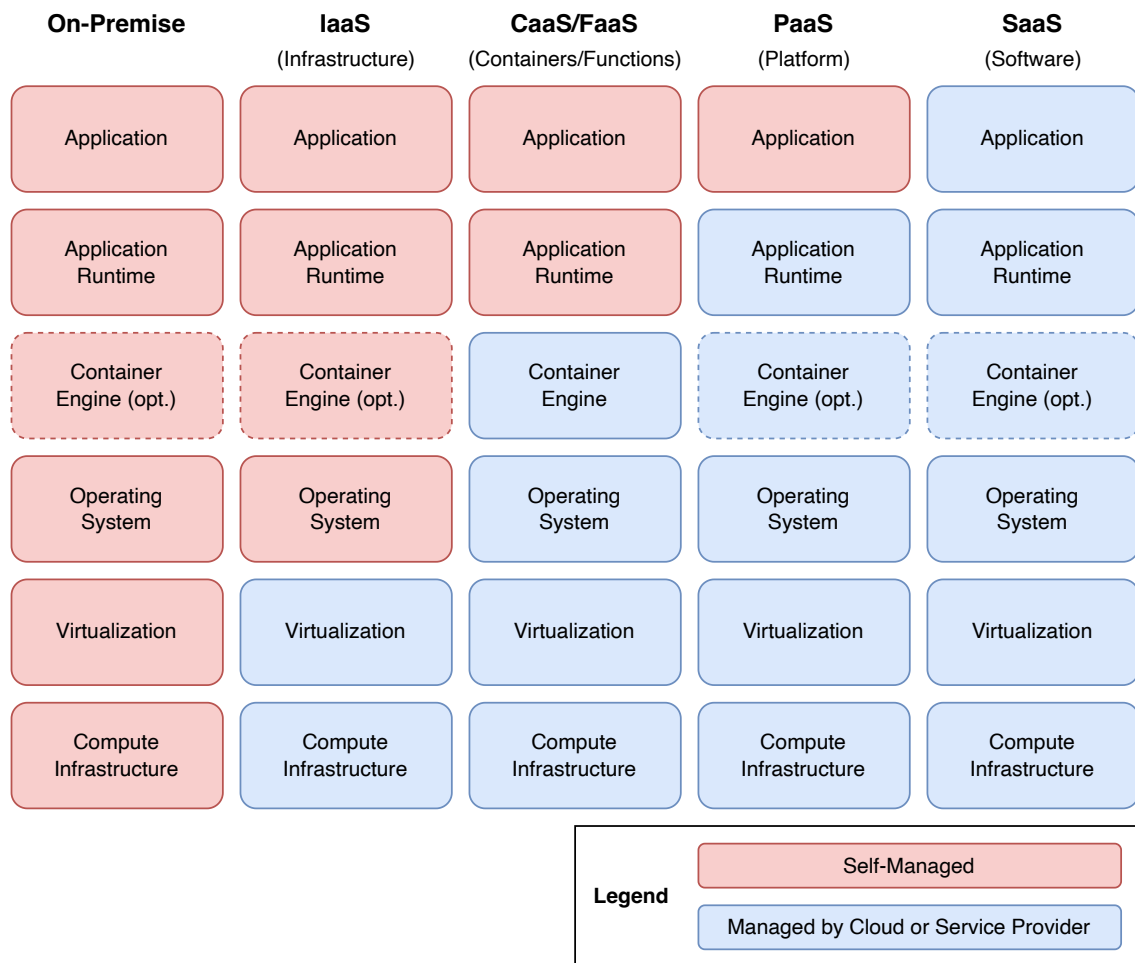 On-Premise
IaaS
CaaS/FaaS
PaaS
SaaS
(Infrastructure)
(Containers/Functions)
(Platform)
(Software)
Application
Application
Application
Application
Application
Application
Runtime
Application
Runtime
Application
Runtime
Application
Runtime
Application
Runtime
Container
Engine (opt.)
Container
Engine (opt.)
Container
Engine
Container
Engine (opt.)
Container
Engine (opt.)
Operating
System
Operating
System
Operating
System
Operating
System
Operating
System
Virtualization
Virtualization
Virtualization
Virtualization
Virtualization
Compute
Infrastructure
Compute
Infrastructure
Compute
Infrastructure
Compute
Infrastructure
Compute
Infrastructure
Legend
Self-Managed
Managed by Cloud or Service Provider